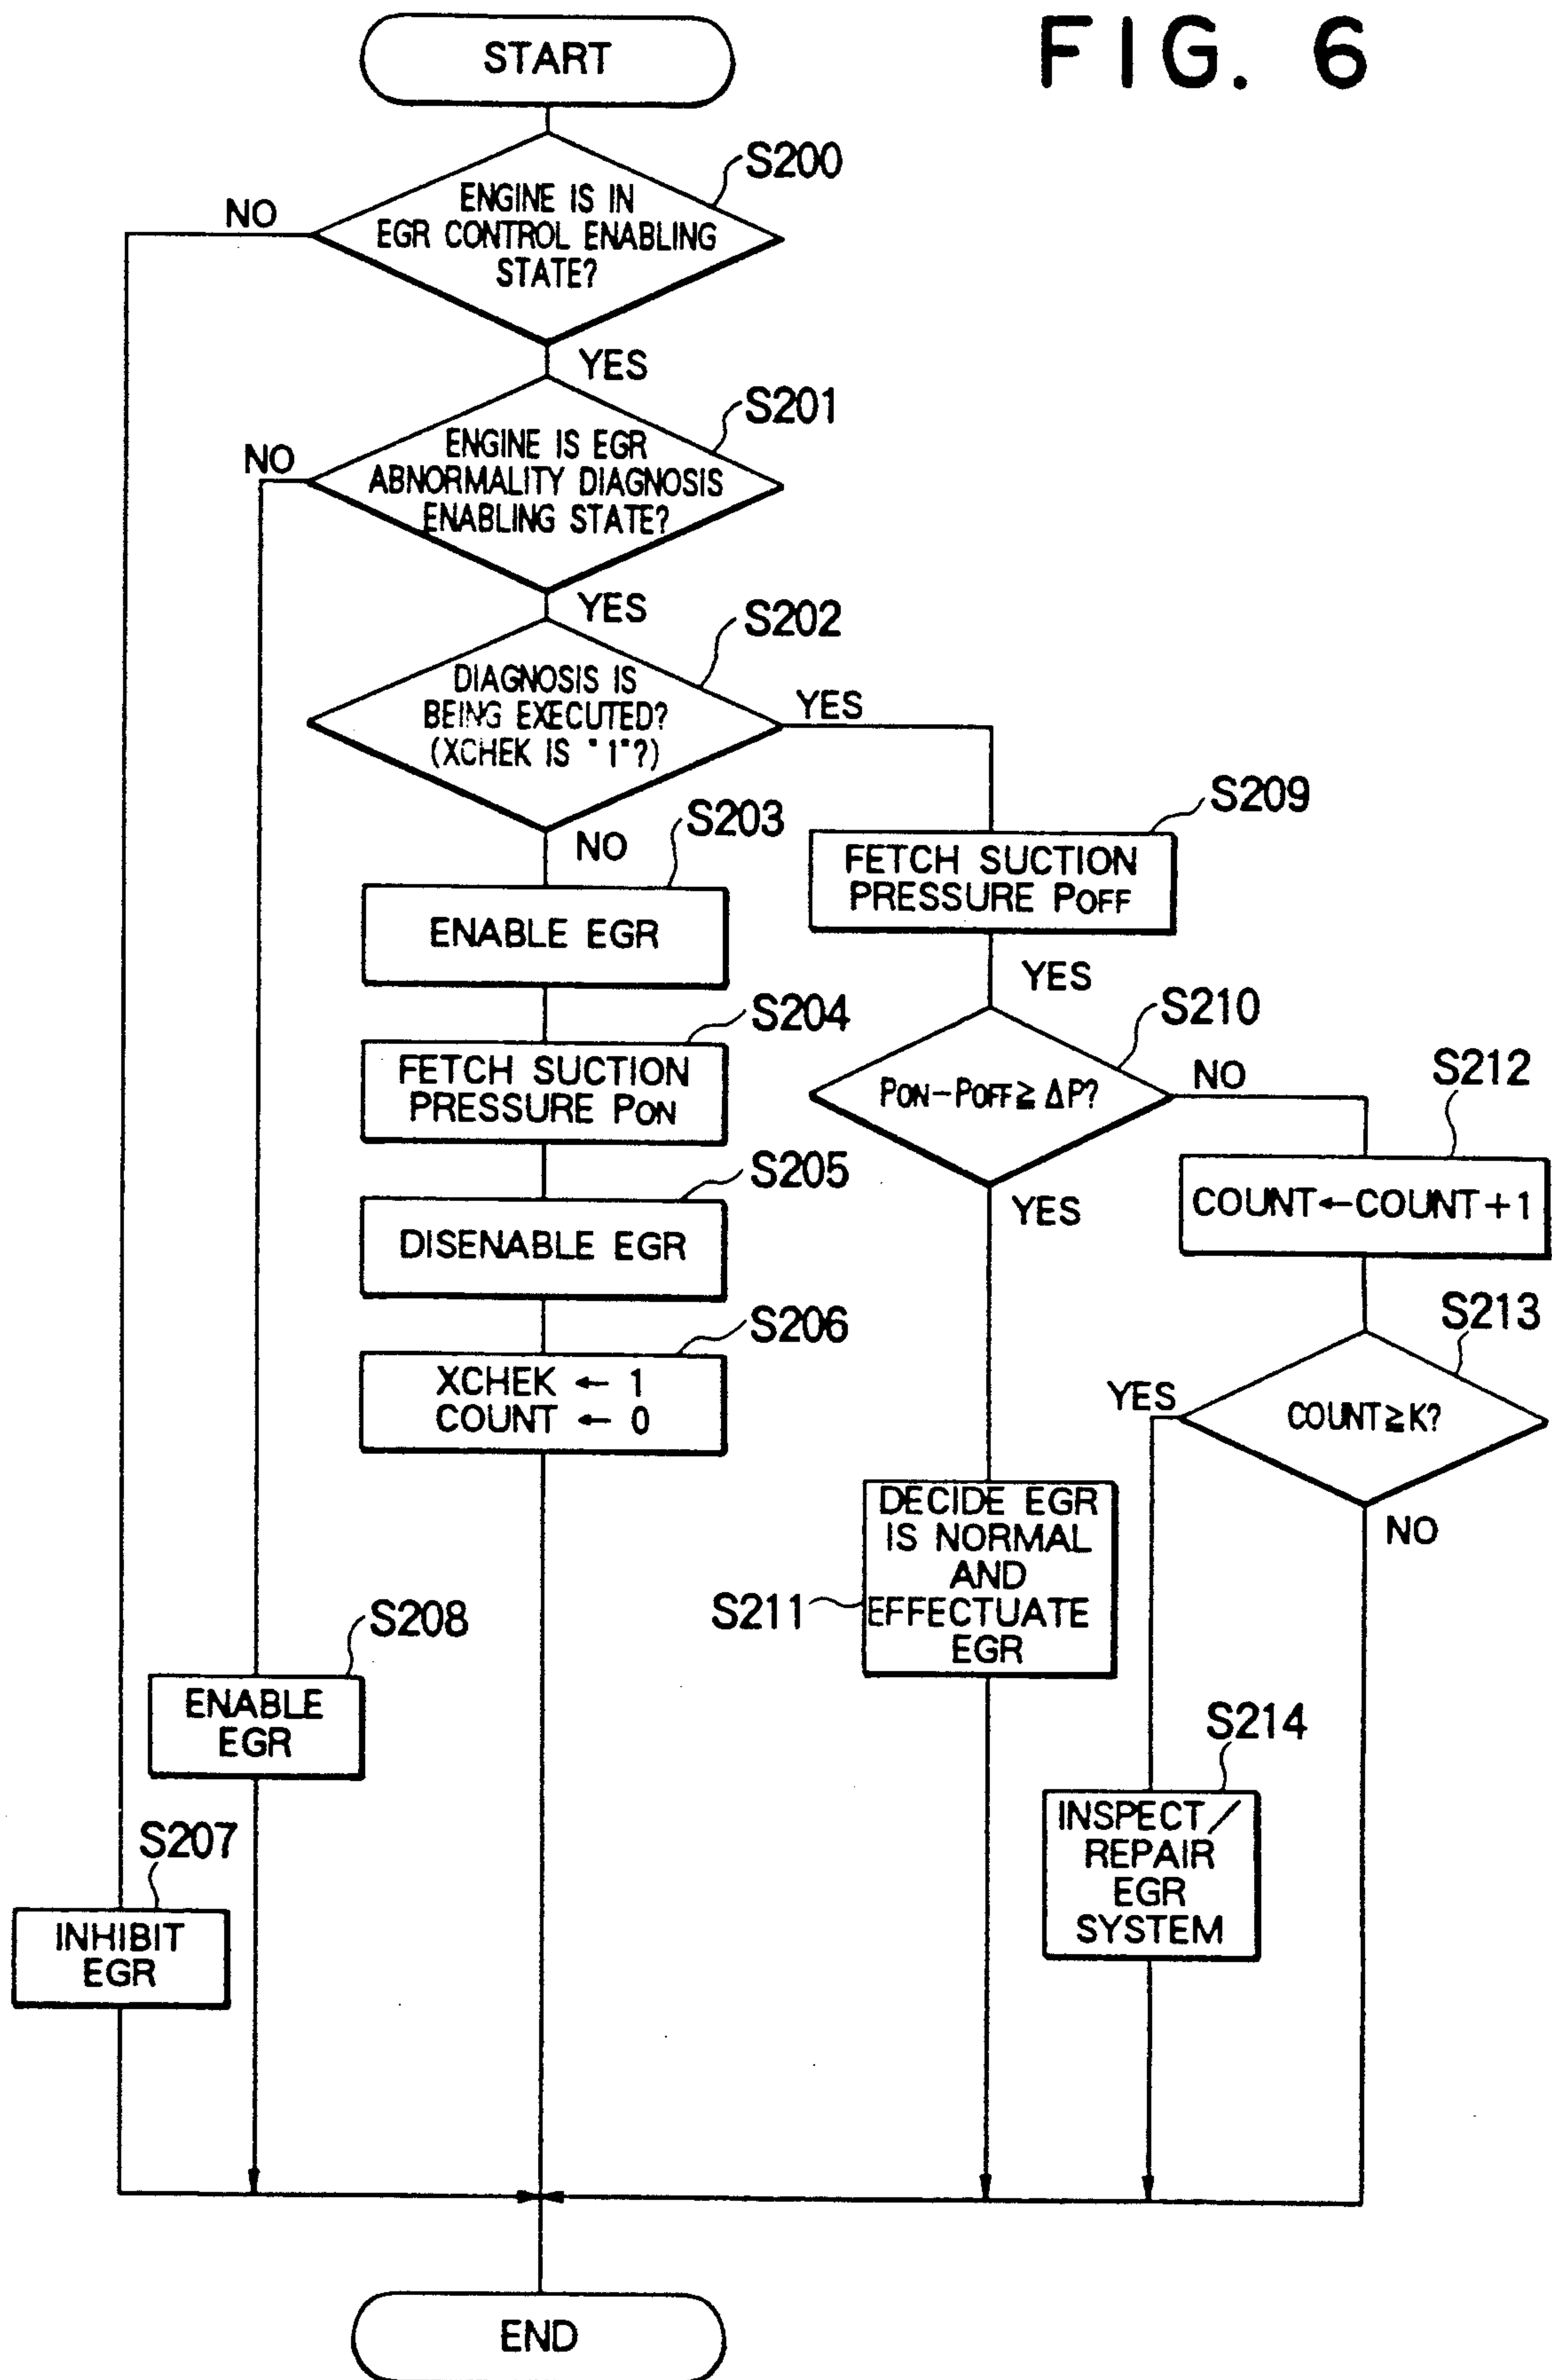 FIG. 6
START
S200
ENGINE IS IN
EGR CONTROL ENABLING
STATE?
NO
YES
S201
ENGINE IS EGR
ABNORMALITY DIAGNOSIS
ENABLING STATE?
NO
YES
S202
DIAGNOSIS IS
BEING EXECUTED?
(XCHEK IS "1"?)
YES
NO
S203
ENABLE EGR
S204
FETCH SUCTION
PRESSURE PON
S205
DISENABLE EGR
S206
XCHEK ← 1
COUNT ← 0
S209
FETCH SUCTION
PRESSURE POFF
YES
S210
PON-POFF≧ΔP?
NO
YES
S212
COUNT←COUNT+1
S213
COUNT≧K?
YES
NO
S211
DECIDE EGR
IS NORMAL
AND
EFFECTUATE
EGR
S208
ENABLE
EGR
S214
INSPECT/
REPAIR
EGR
SYSTEM
S207
INHIBIT
EGR
END